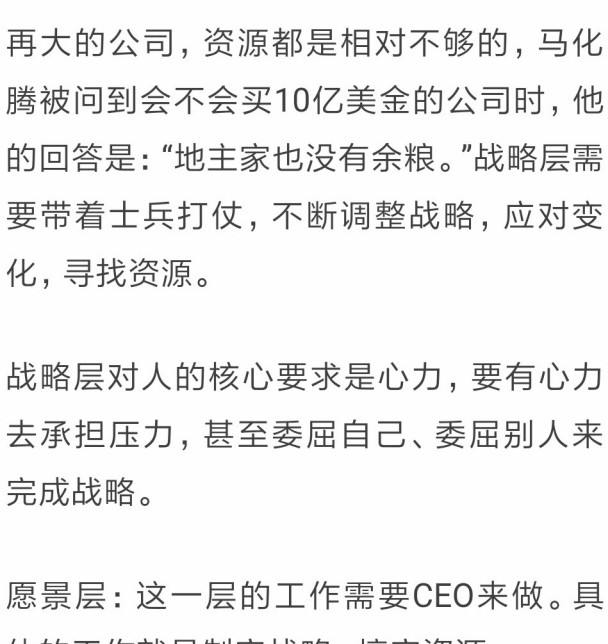 再大的公司，资源都是相对不够的，马化
腾被问到会不会买10亿美金的公司时，他
的回答是：“地主家也没有余粮。”战略层需
要带着士兵打仗，不断调整战略，应对变
化，寻找资源。
战略层对人的核心要求是心力，要有心力
去承担压力，甚至委屈自己、委屈别人来
完成战略。
愿景层：这一层的工作需要CEO来做。具